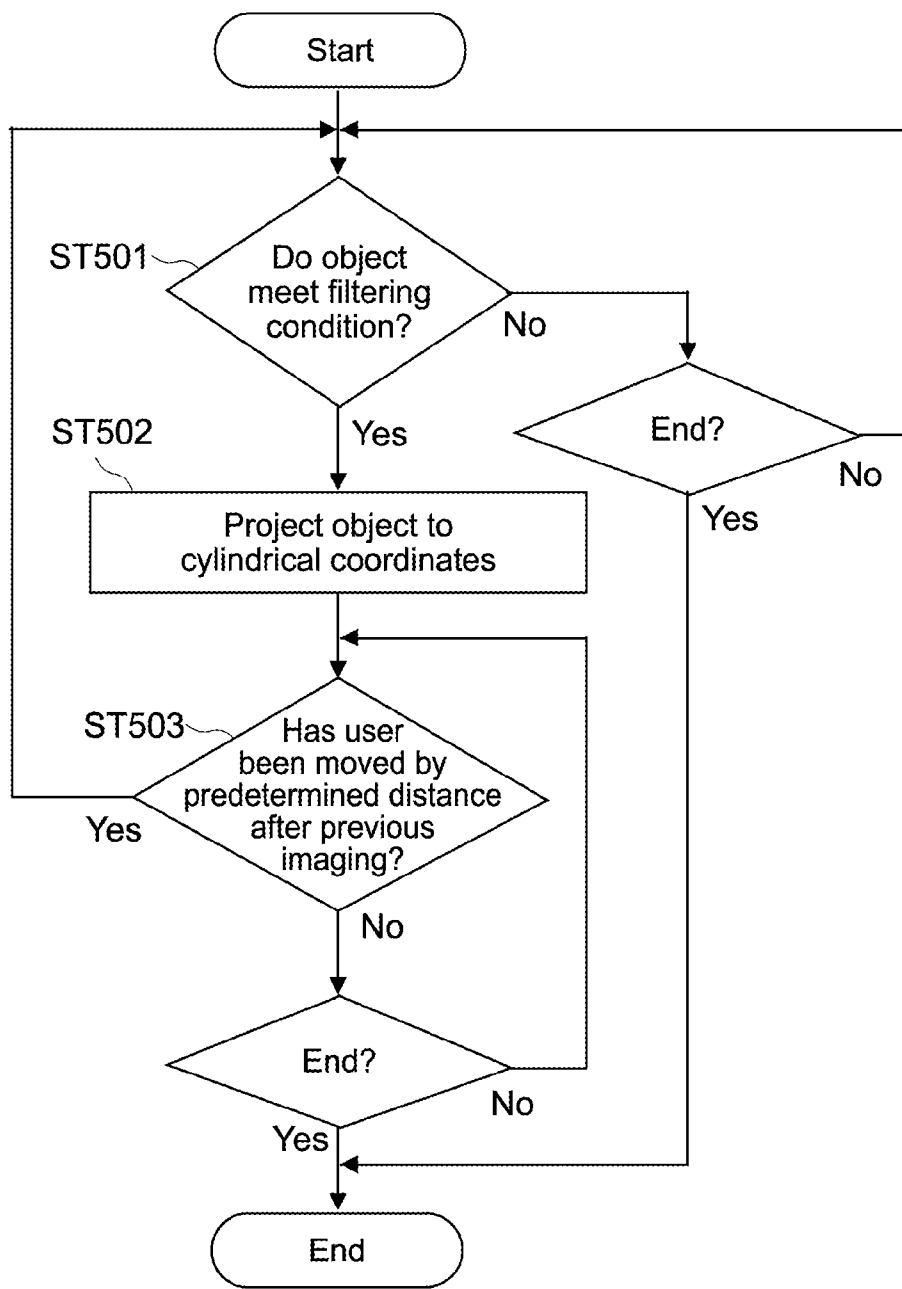 Start
ST501
Do object
meet filtering
condition?
No
Yes
End?
No
Yes
ST502
Project object to
cylindrical coordinates
ST503
Has user
been moved by
predetermined distance
after previous
imaging?
Yes
No
End?
No
Yes
End